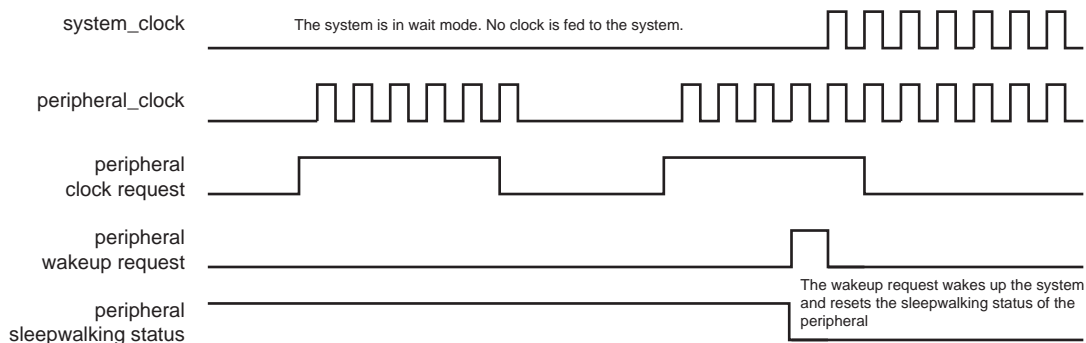 system_clock
The system is in wait mode. No clock is fed to the system.
peripheral_clock
peripheral
clock request
peripheral
wakeup request
The wakeup request wakes up the system
and resets the sleepwalking status of the
peripheral
peripheral
sleepwalking status